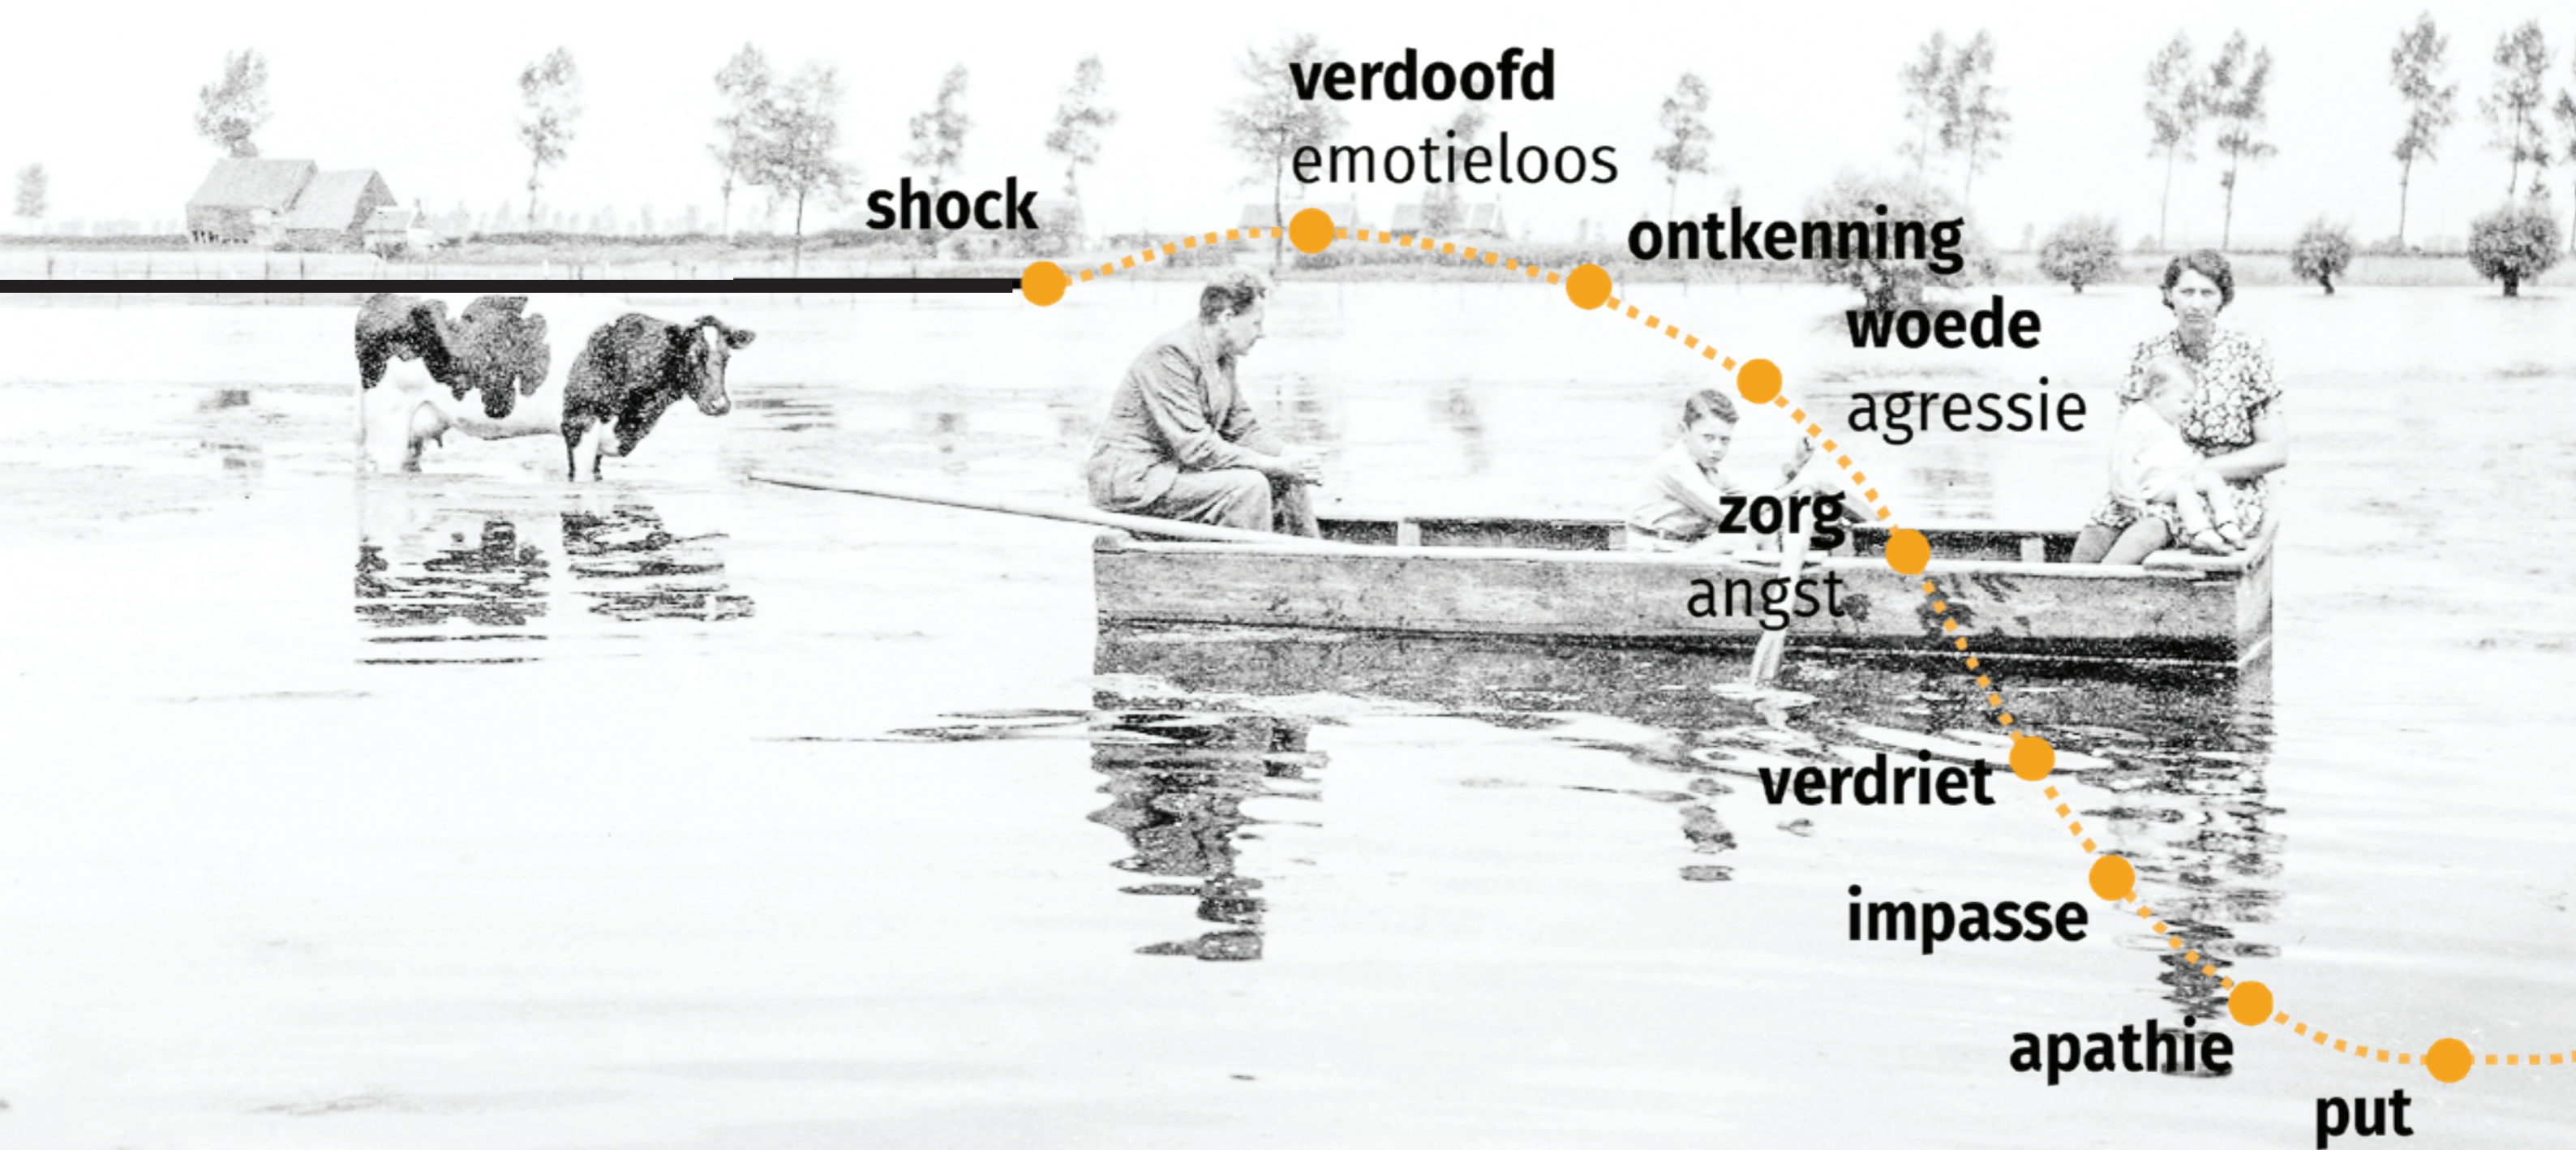 shock
verdoofd
emotieloos
ontkenning
woede
agressie
zorg
angst
verdriet
impasse
apathie
put